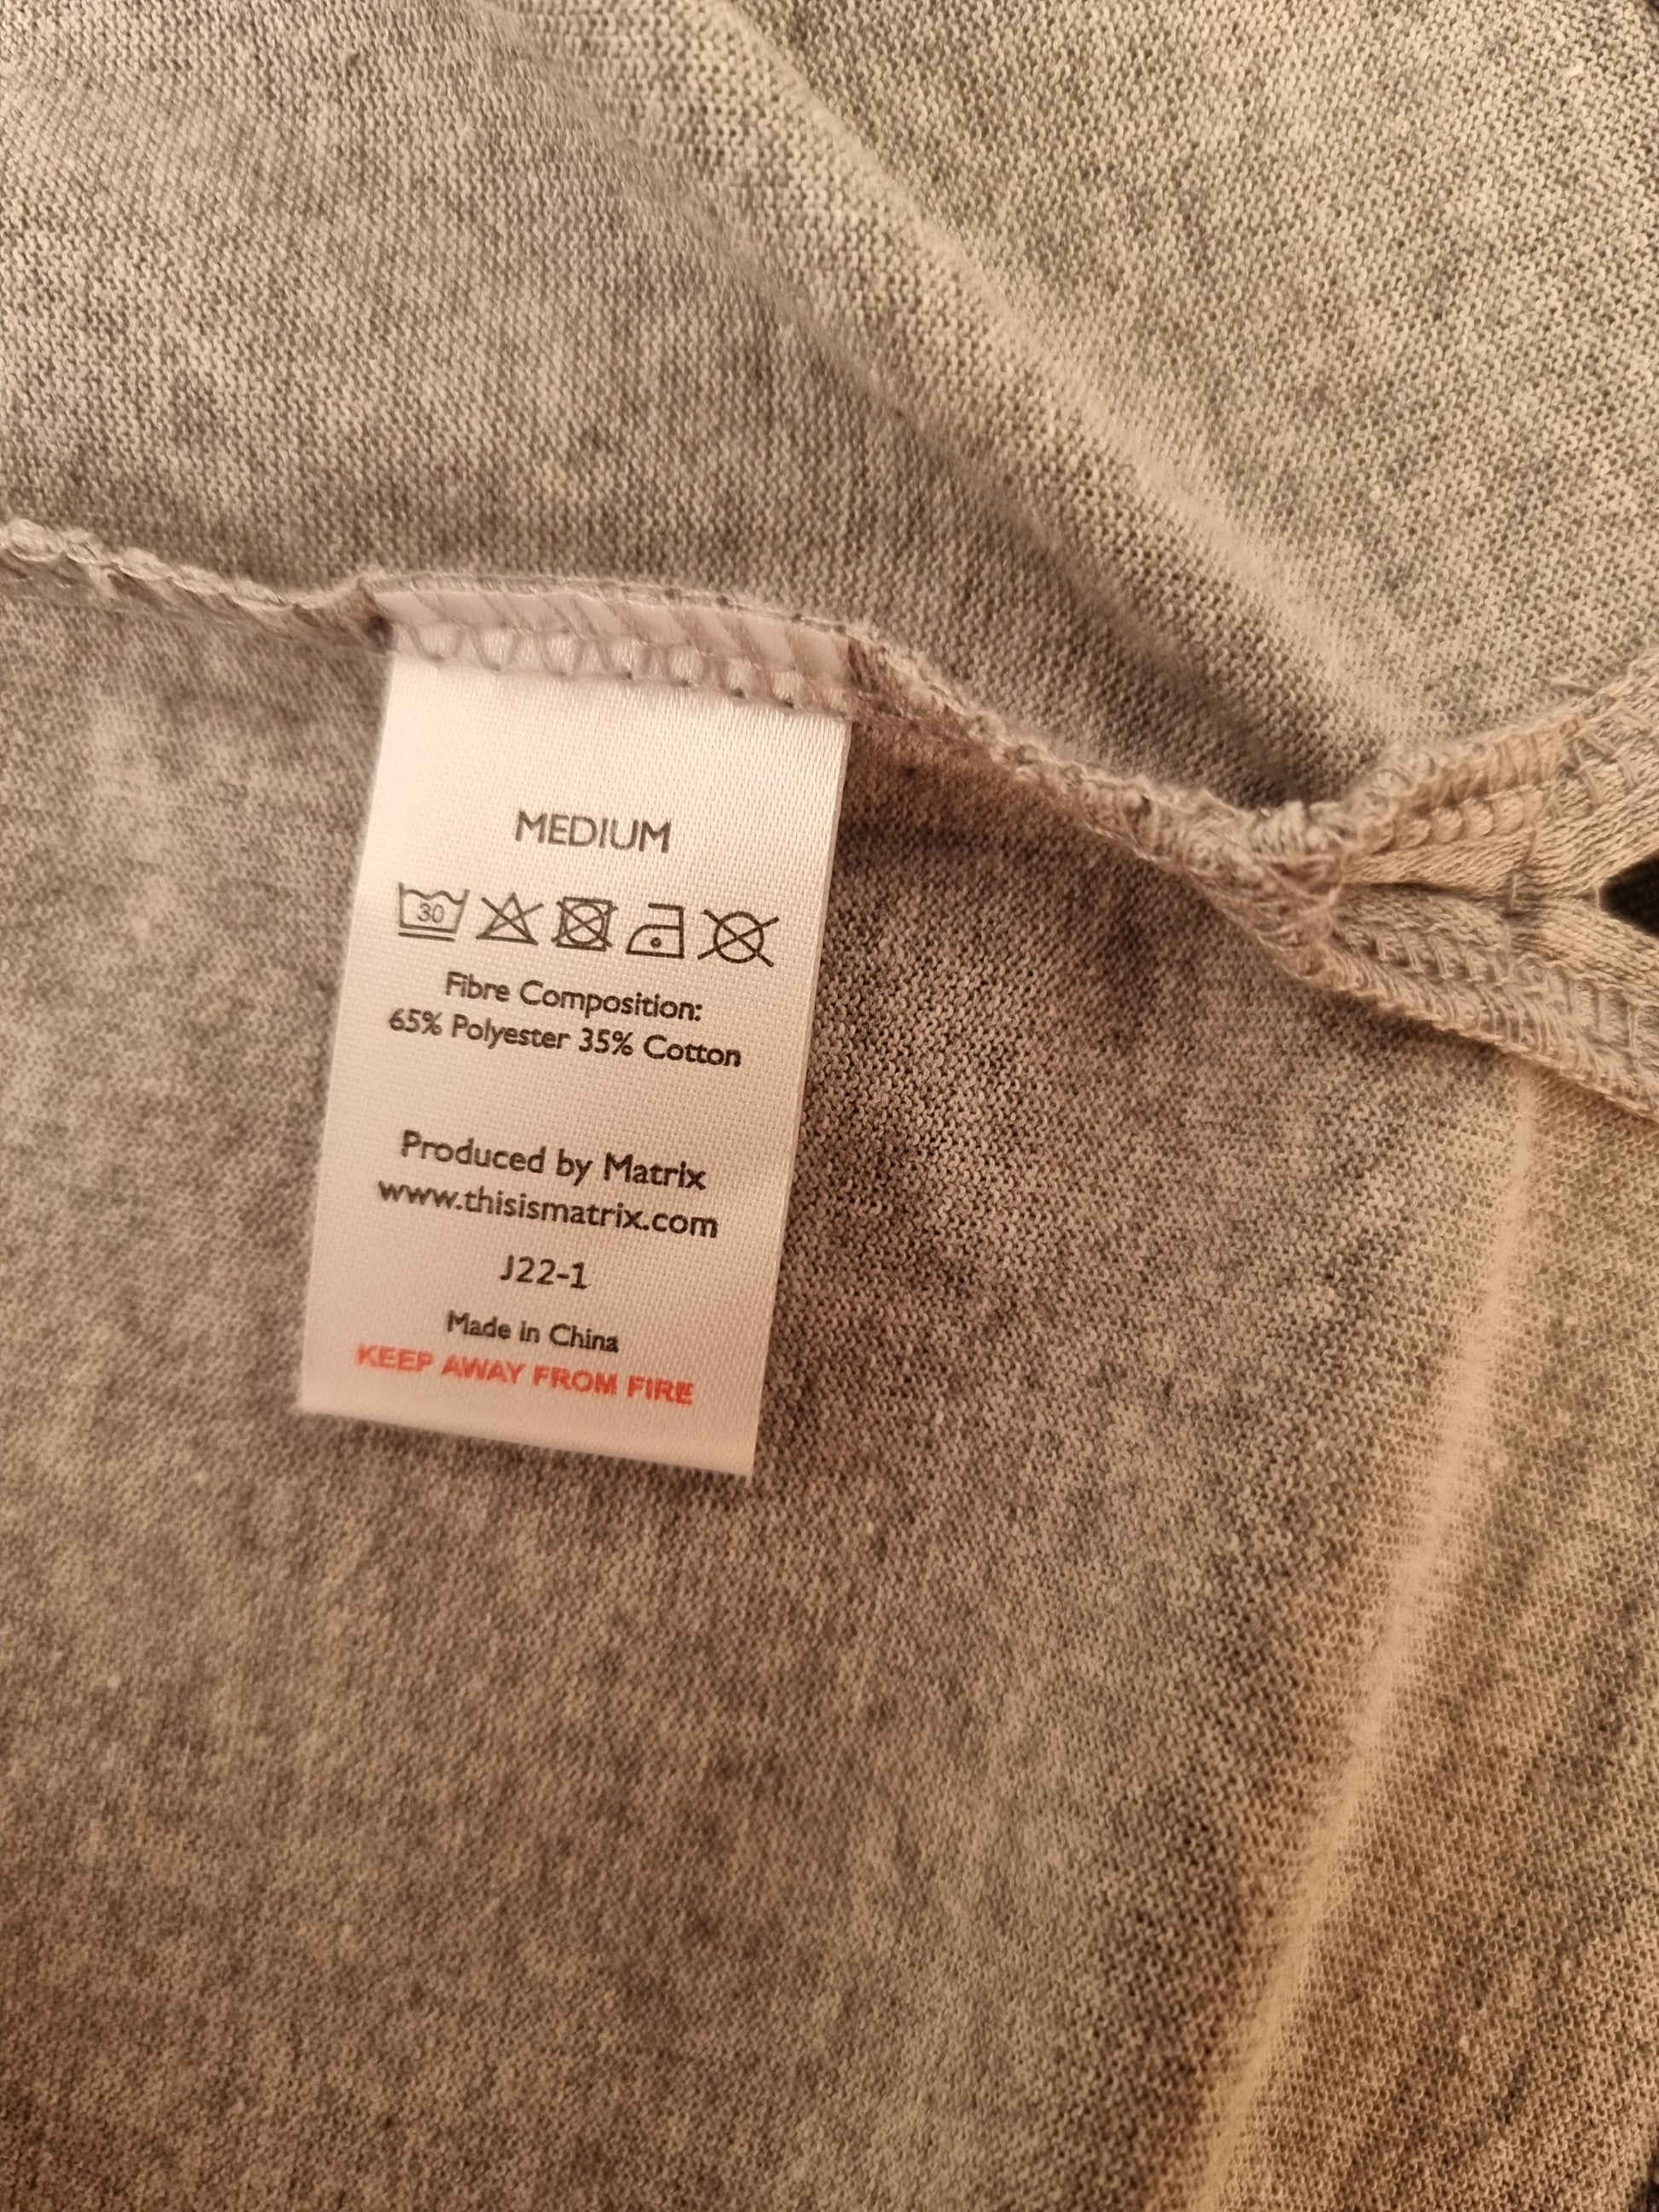 MEDIUM
30
Fibre Composition:
65% Polyester 35% Cotton
Produced by Matrix
www.thisismatrix.com
J22-1
Made in China
KEEP AWAY FROM FIRE